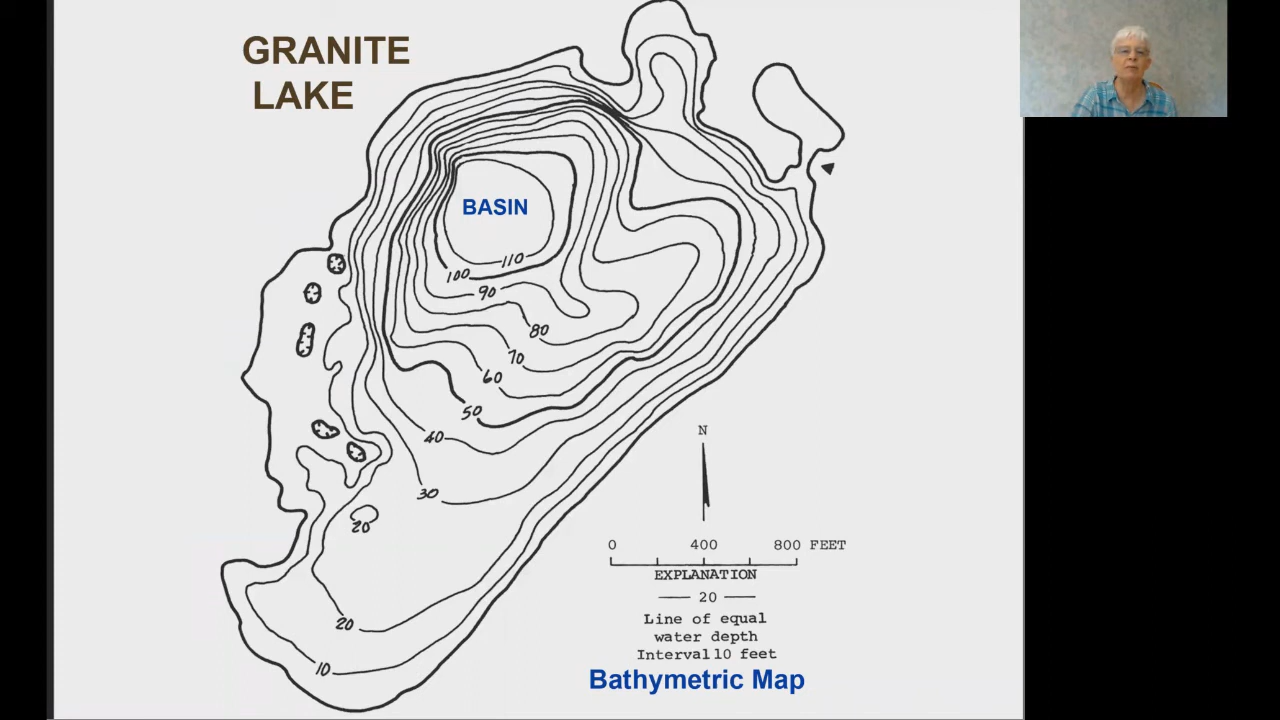 GRANITE
LAKE
BASIN
110
100
90
80
70
60
50
40
30
20
20
10
N
0 400 800 FEET
EXPLANATION
20
Line of equal
water depth
Interval 10 feet
Bathymetric Map